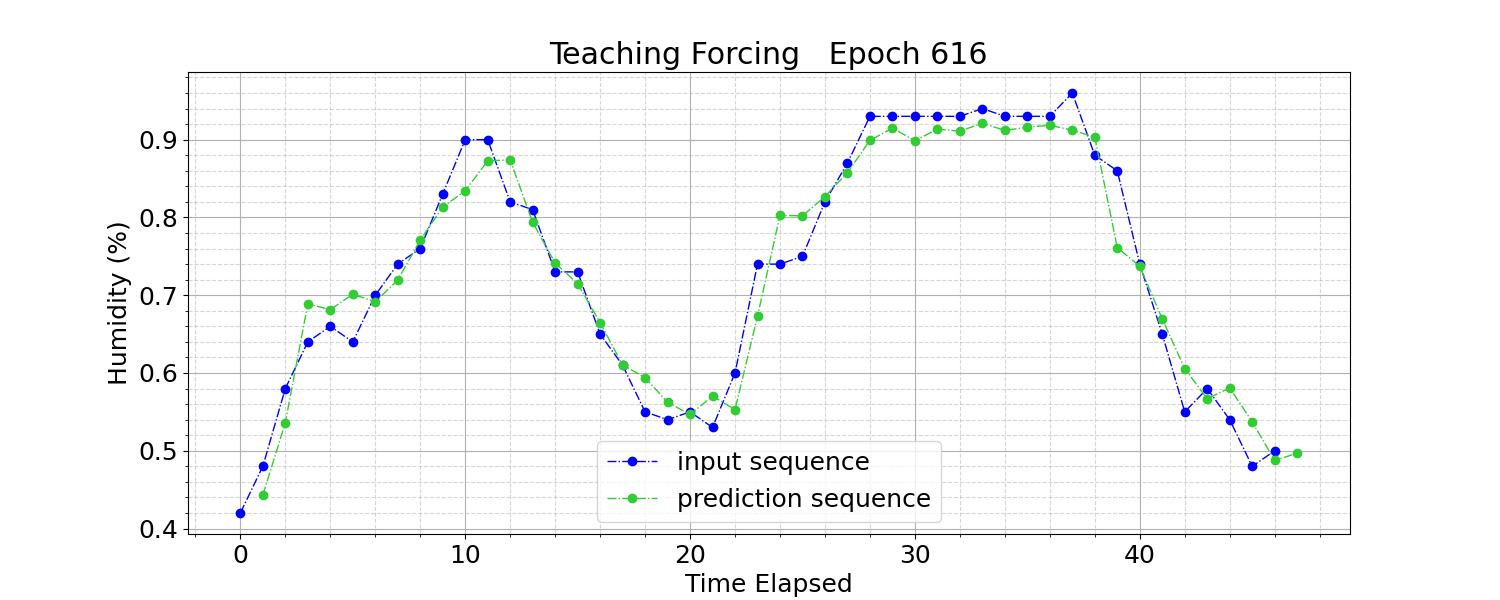 Teaching Forcing   Epoch 616
Humidity (%)
0.9
0.8
0.7
0.6
0.5
0.4
input sequence
prediction sequence
0 10 20 30 40
Time Elapsed